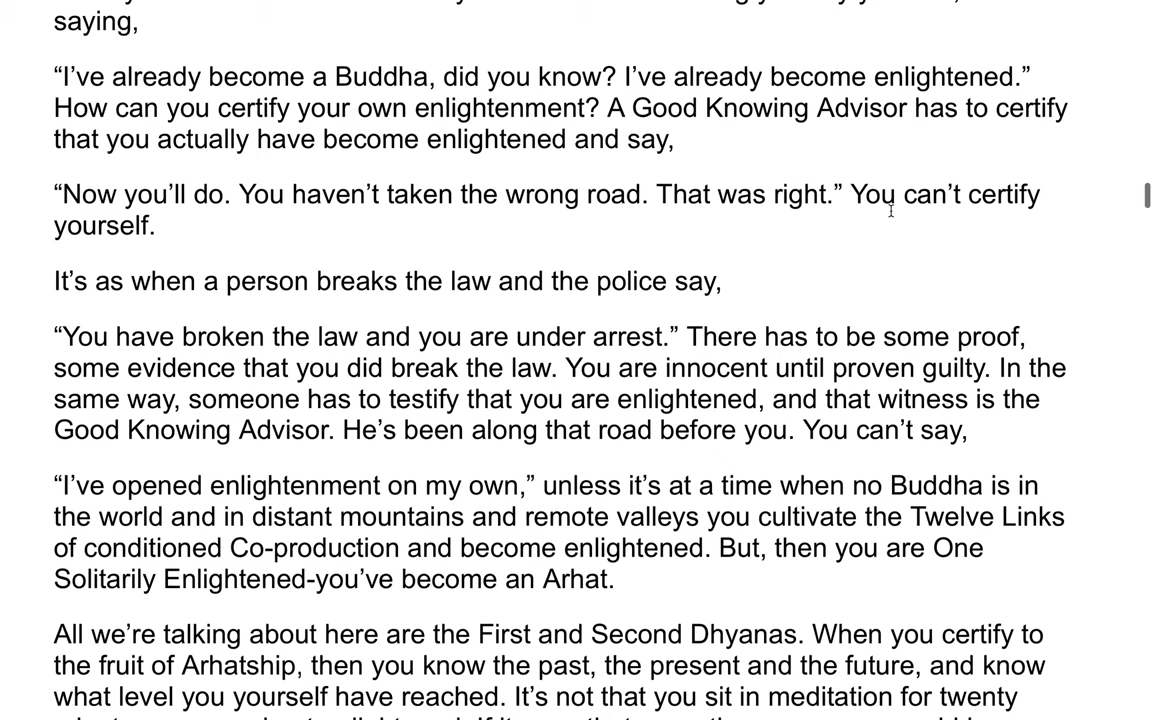 saying,
“I’ve already become a Buddha, did you know? I’ve already become enlightened.”
How can you certify your own enlightenment? A Good Knowing Advisor has to certify
that you actually have become enlightened and say,
“Now you’ll do. You haven’t taken the wrong road. That was right.” You can’t certify
yourself.
It’s as when a person breaks the law and the police say,
“You have broken the law and you are under arrest.” There has to be some proof,
some evidence that you did break the law. You are innocent until proven guilty. In the
same way, someone has to testify that you are enlightened, and that witness is the
Good Knowing Advisor. He’s been along that road before you. You can’t say,
“I’ve opened enlightenment on my own,” unless it’s at a time when no Buddha is in
the world and in distant mountains and remote valleys you cultivate the Twelve Links
of conditioned Co-production and become enlightened. But, then you are One
Solitarily Enlightened-you’ve become an Arhat.
All we’re talking about here are the First and Second Dhyanas. When you certify to
the fruit of Arhatship, then you know the past, the present and the future, and know
what level you yourself have reached. It’s not that you sit in meditation for twenty